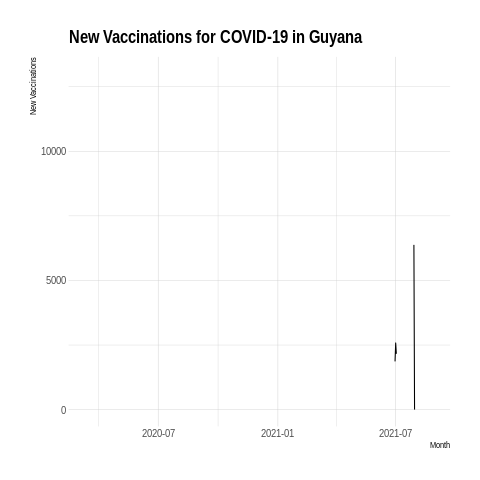 New Vaccinations for COVID-19 in Guyana
New Vaccinations
10000
5000
0
2020-07
2021-01
2021-07
Month